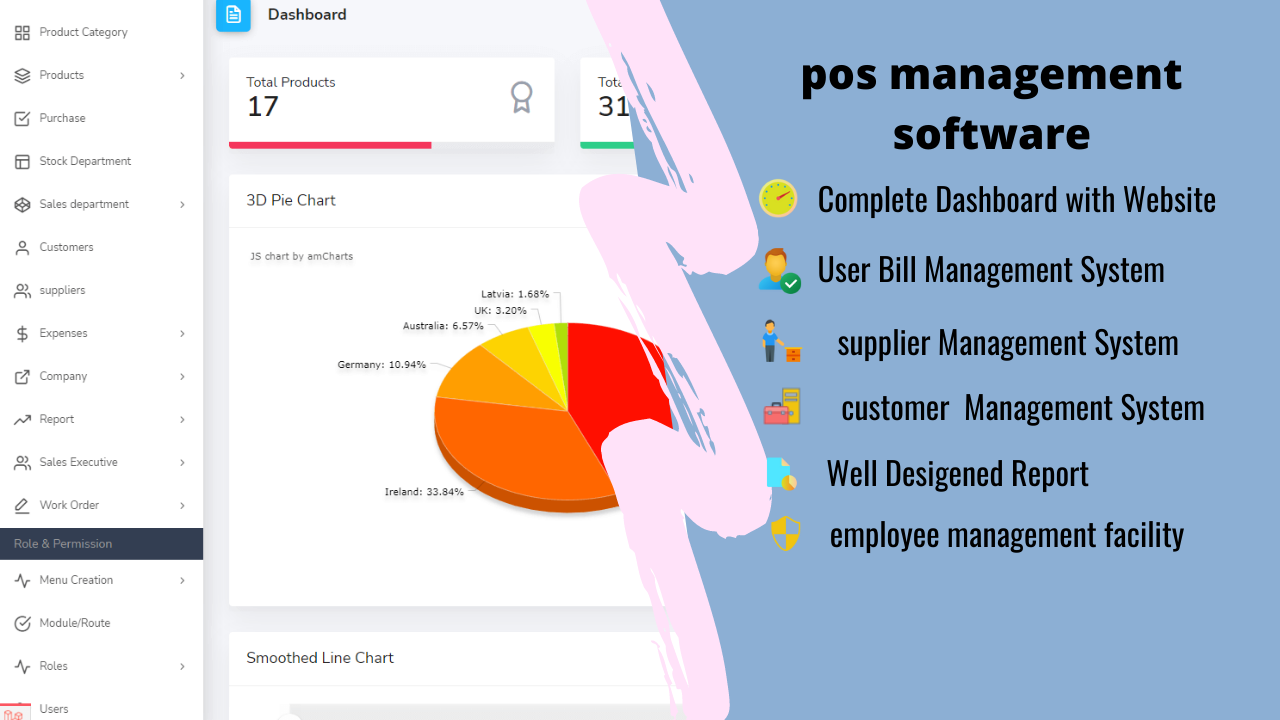 Product Category
Products
Purchase
Stock Department
Sales department
Customers
suppliers
Expenses
Company
Report
Sales Executive
Work Order
Role & Permission
Menu Creation
Module/Route
Roles
Users
Dashboard
Total Products
17
31
3D Pie Chart
JS chart by amCharts
Latvia: 1.68%
UK: 3.20%
Australia: 6.57%
Germany: 10.94%
Ireland: 33.84%
Smoothed Line Chart
pos management
software
Complete Dashboard with Website
User Bill Management System
supplier Management System
customer Management System
Well Desigened Report
employee management facility